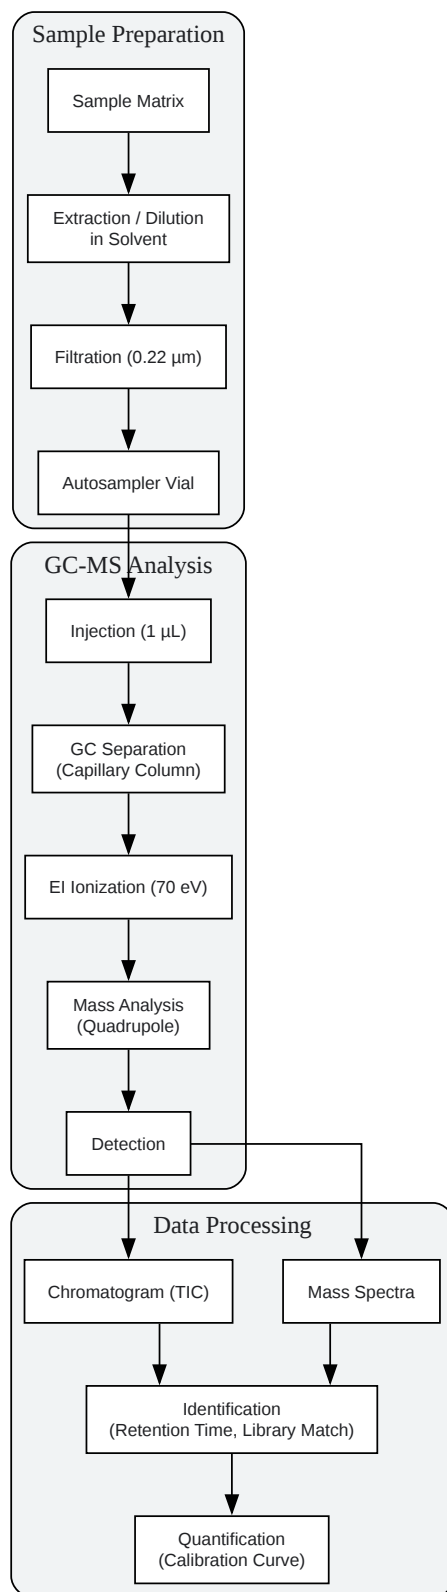 Sample Preparation
Sample Matrix
Extraction / Dilution
in Solvent
Filtration (0.22 µm)
Autosampler Vial
GC-MS Analysis
Injection (1 µL)
GC Separation
(Capillary Column)
EI Ionization (70 eV)
Mass Analysis
(Quadrupole)
Detection
Data Processing
Chromatogram (TIC)
Mass Spectra
Identification
(Retention Time, Library Match)
Quantification
(Calibration Curve)